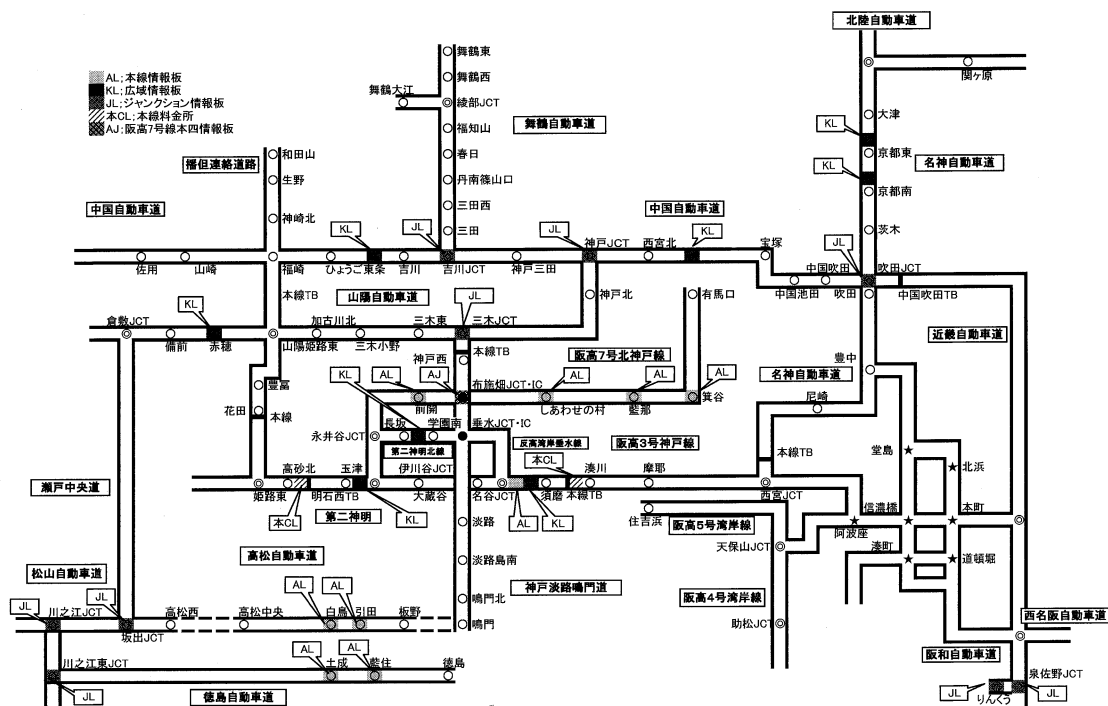 北陸自動車道
関ヶ原
大津
KL
京都東
KL
名神自動車道
京都南
茨木
舞鶴東
舞鶴西
舞鶴大江
綾部JCT
舞鶴自動車道
福知山
春日
丹南篠山口
三田西
三田
AL;本線情報板
KL;広域情報板
JL;ジャンクション情報板
本CL;本線料金所
AJ;阪高7号線本四情報板
播但連絡道路
和田山
生野
神崎北
中国自動車道
中国自動車道
KL
JL
JL
神戸JCT
西宮北
KL
宝塚
JL
佐用
山崎
福崎
ひょうご東条
吉川
吉川JCT
神戸三田
中国吹田
吹田JCT
中国池田
吹田
中国吹田TB
本線TB
山陽自動車道
JL
神戸北
有馬口
倉敷JCT
KL
加古川北
三木東
三木JCT
近畿自動車道
備前
赤穂
山陽姫路東
三木小野
本線TB
神戸西
阪高7号北神戸線
豊中
KL
AL
AJ
布施畑JCT・IC
AL
AL
AL
名神自動車道
豊富
前開
しあわせの村
藍那
箕谷
尼崎
花田
本線
長坂
学園南
垂水JCT・IC
永井谷JCT
第二神明北線
反高湾岸垂水線
阪高3号神戸線
堂島
本線TB
北浜
高砂北
玉津
伊川谷JCT
本CL
湊川
摩耶
瀬戸中央道
姫路東
明石西TB
大蔵谷
名谷JCT
須磨
本線TB
西宮JCT
本CL
第二神明
KL
AL
KL
淡路
住吉浜
阪高5号湾岸線
信濃橋
本町
阿波座
天保山JCT
湊町
道頓堀
高松自動車道
淡路島南
神戸淡路鳴門道
松山自動車道
阪高4号湾岸線
JL
川之江JCT
JL
高松西
高松中央
AL
白鳥
AL
引田
板野
鳴門北
鳴門
坂出JCT
助松JCT
西名阪自動車道
川之江東JCT
AL
土成
AL
藍住
徳島
阪和自動車道
泉佐野JCT
JL
徳島自動車道
JL
りんくう
JL